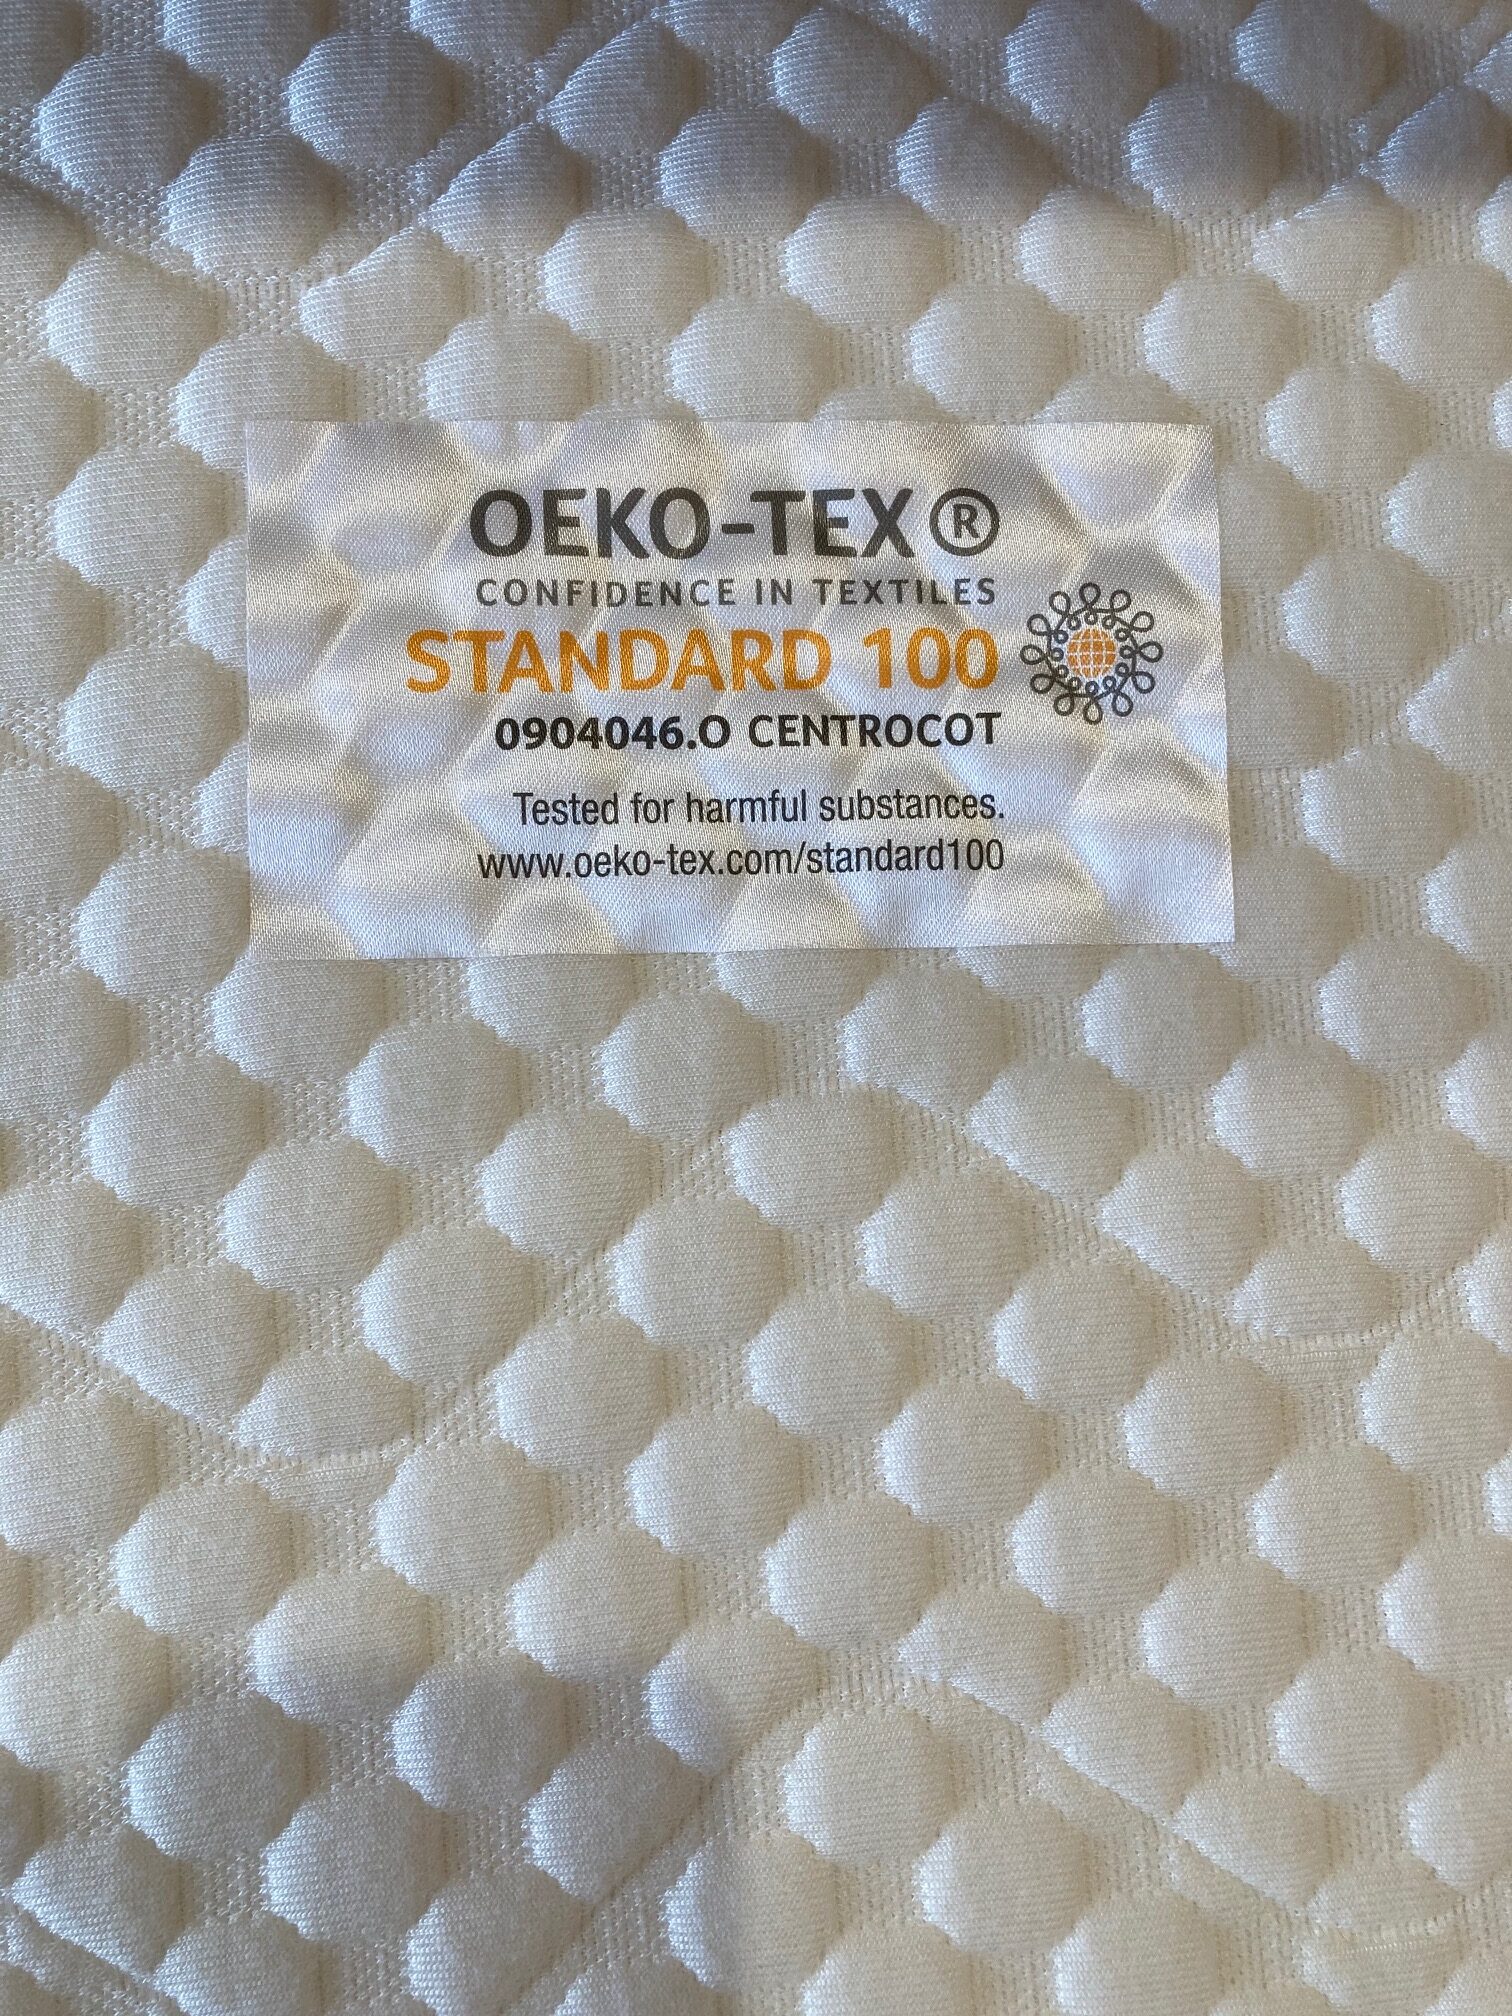 OEKO-TEX®
CONFIDENCE IN TEXTILES
STANDARD 100
0904046.O CENTROCOT
Tested for harmful substances.
www.oeko-tex.com/standard100